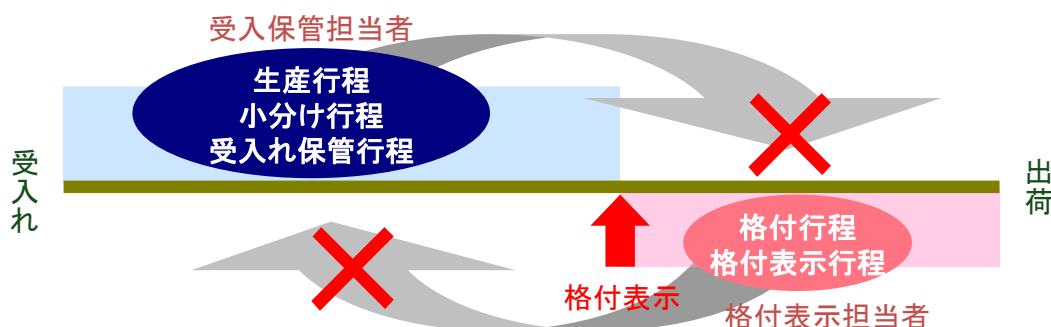 受入保管担当者
生産行程
小分け行程
受入れ保管行程
受入れ
出荷
格付行程
格付表示行程
格付表示
格付表示担当者